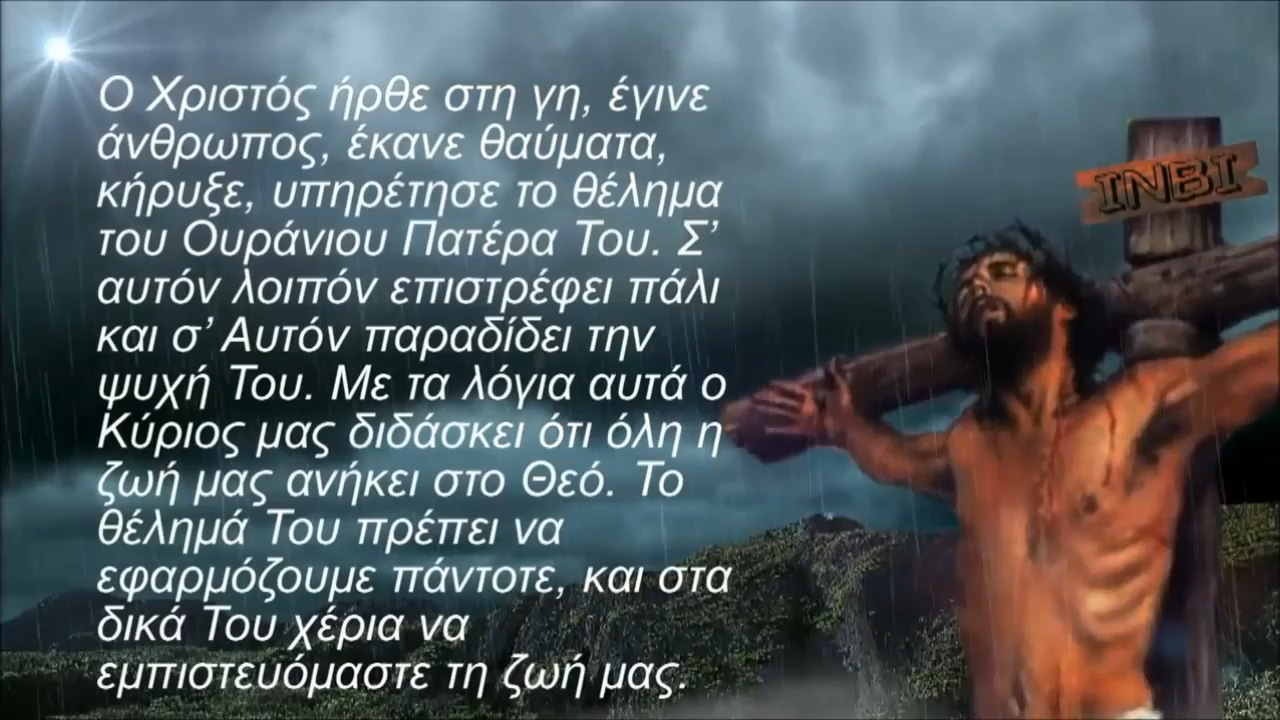 Ο Χριστός ήρθε στη γη, έγινε
άνθρωπος, έκανε θαύματα,
κήρυξε, υπηρέτησε το θέλημα
του Ουράνιου Πατέρα Του. Σ’
αυτόν λοιπόν επιστρέφει πάλι
και σ’ Αυτόν παραδίδει την
ψυχή Του. Με τα λόγια αυτά ο
Κύριος μας διδάσκει ότι όλη η
ζωή μας ανήκει στο Θεό. Το
θέλημά Του πρέπει να
εφαρμόζουμε πάντοτε, και στα
δικά Του χέρια να
εμπιστευόμαστε τη ζωή μας.
ΙΝΒΙ